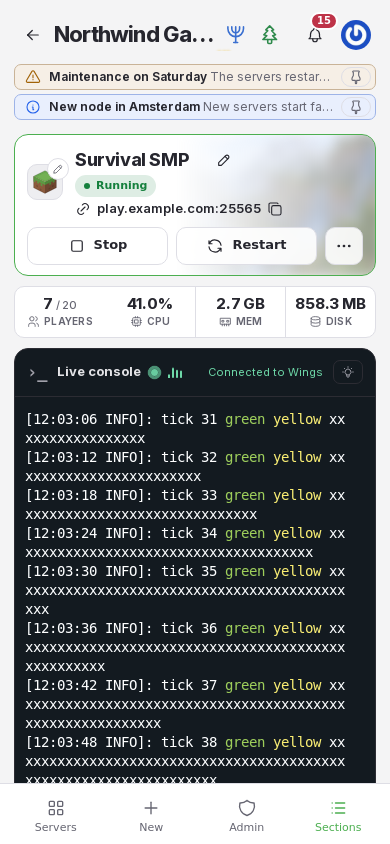 Northwind Ga…
15
Maintenance on Saturday The servers restar…
New node in Amsterdam New servers start fa…
Survival SMP
Running
play.example.com:25565
Stop
Restart
7 / 20
PLAYERS
41.0%
CPU
2.7 GB
MEM
858.3 MB
DISK
Live console
Connected to Wings
[12:03:06 INFO]: tick 31 green yellow xx
xxxxxxxxxxxxxxx
[12:03:12 INFO]: tick 32 green yellow xx
xxxxxxxxxxxxxxxxxxxxxx
[12:03:18 INFO]: tick 33 green yellow xx
xxxxxxxxxxxxxxxxxxxxxxxxxxxxx
[12:03:24 INFO]: tick 34 green yellow xx
xxxxxxxxxxxxxxxxxxxxxxxxxxxxxxxxxxxx
[12:03:30 INFO]: tick 35 green yellow xx
xxxxxxxxxxxxxxxxxxxxxxxxxxxxxxxxxxxxxxxx
xxx
[12:03:36 INFO]: tick 36 green yellow xx
xxxxxxxxxxxxxxxxxxxxxxxxxxxxxxxxxxxxxxxx
xxxxxxxxxx
[12:03:42 INFO]: tick 37 green yellow xx
xxxxxxxxxxxxxxxxxxxxxxxxxxxxxxxxxxxxxxxx
xxxxxxxxxxxxxxxxx
[12:03:48 INFO]: tick 38 green yellow xx
xxxxxxxxxxxxxxxxxxxxxxxxxxxxxxxxxxxxxxxx
xxxxxxxxxxxxxxxxxxxxxxxx
Servers
New
Admin
Sections